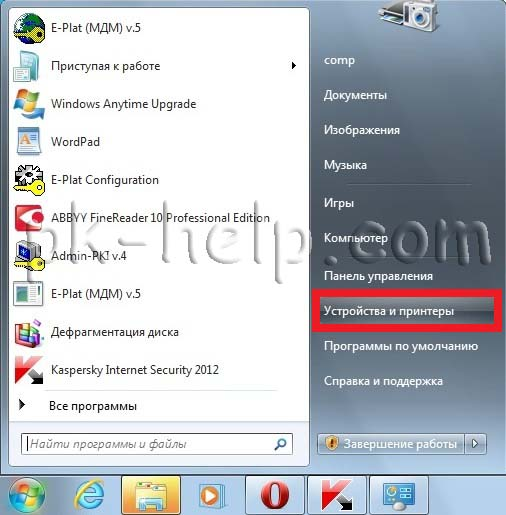 E-Plat (МДМ) v.5
Приступая к работе
Windows Anytime Upgrade
WordPad
E-Plat Configuration
ABBYY FineReader 10 Professional Edition
Admin-PKI v.4
E-Plat (МДМ) v.5
Дефрагментация диска
Kaspersky Internet Security 2012
Все программы
Найти программы и файлы
comp
Документы
Изображения
Музыка
Игры
Компьютер
Панель управления
Устройства и принтеры
Программы по умолчанию
Справка и поддержка
Завершение работы
pk-help.com